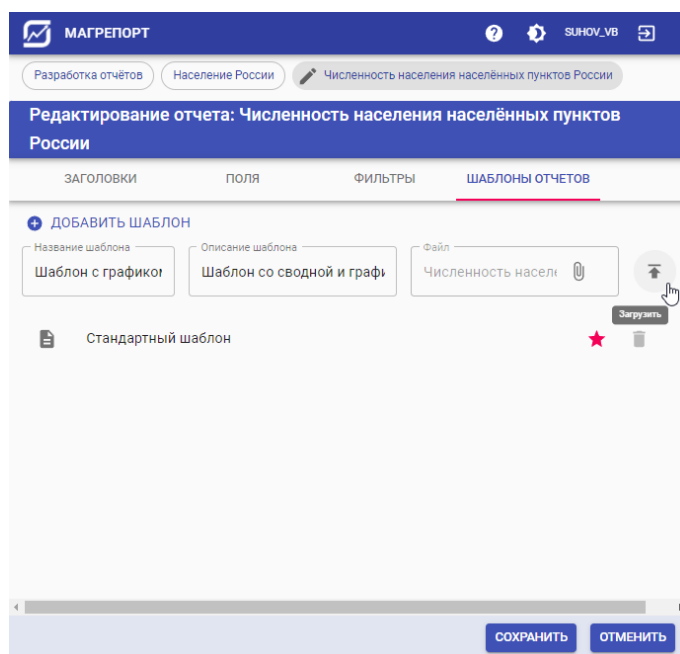 МАГРЕПОРТ
SUHOV_VB
Разработка отчётов
Население России
Численность населения населённых пунктов России
Редактирование отчета: Численность населения населённых пунктов
России
ЗАГОЛОВКИ
ПОЛЯ
ФИЛЬТРЫ
ШАБЛОНЫ ОТЧЕТОВ
ДОБАВИТЬ ШАБЛОН
Название шаблона
Описание шаблона
Файл
Шаблон с графиком
Шаблон со сводной и графи
Численность населе
Загрузить
Стандартный шаблон
СОХРАНИТЬ
ОТМЕНИТЬ